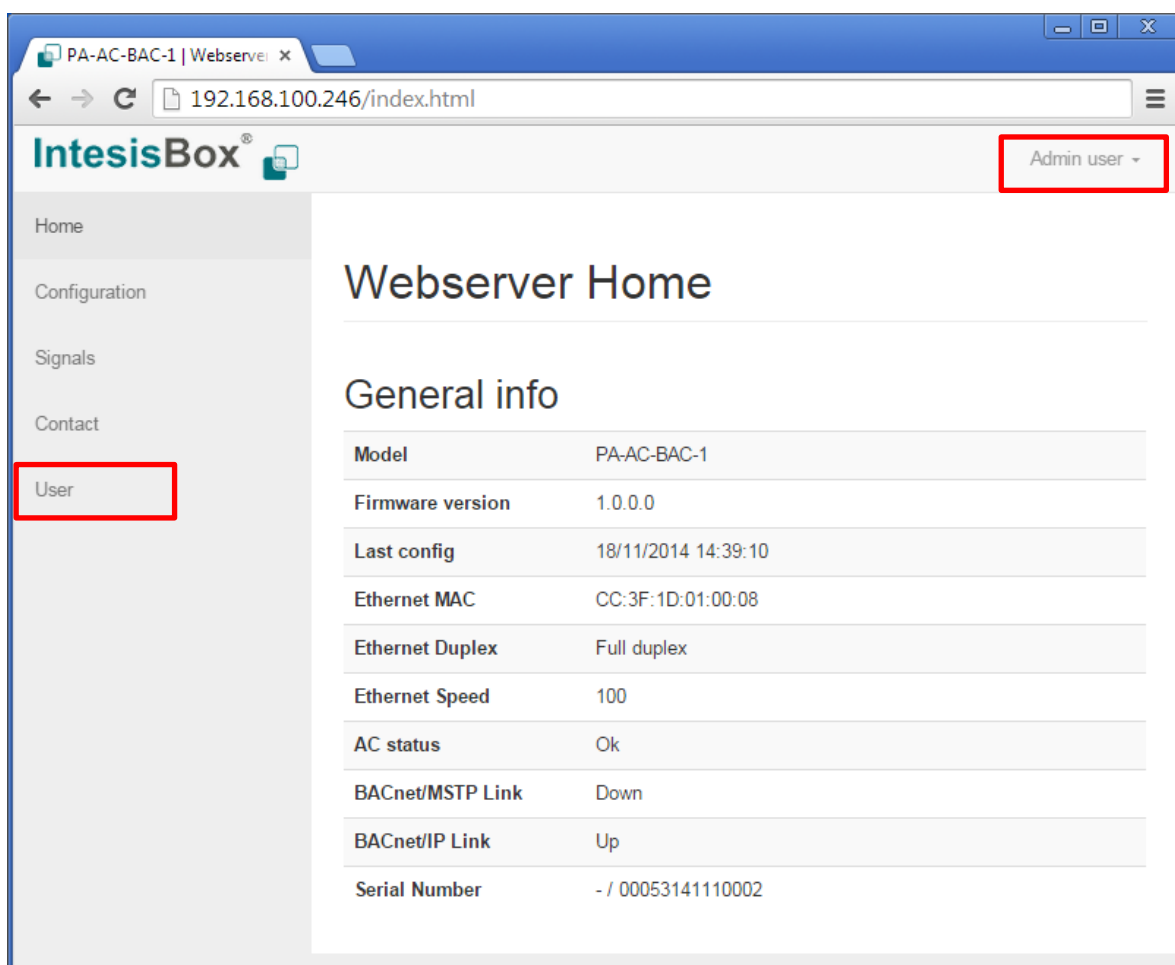 PA-AC-BAC-1 | Webserver
192.168.100.246/index.html
IntesisBox®
Admin user
Home
Configuration
Signals
Contact
User
Webserver Home
General info
Model PA-AC-BAC-1
Firmware version 1.0.0.0
Last config 18/11/2014 14:39:10
Ethernet MAC CC:3F:1D:01:00:08
Ethernet Duplex Full duplex
Ethernet Speed 100
AC status Ok
BACnet/MSTP Link Down
BACnet/IP Link Up
Serial Number - / 00053141110002